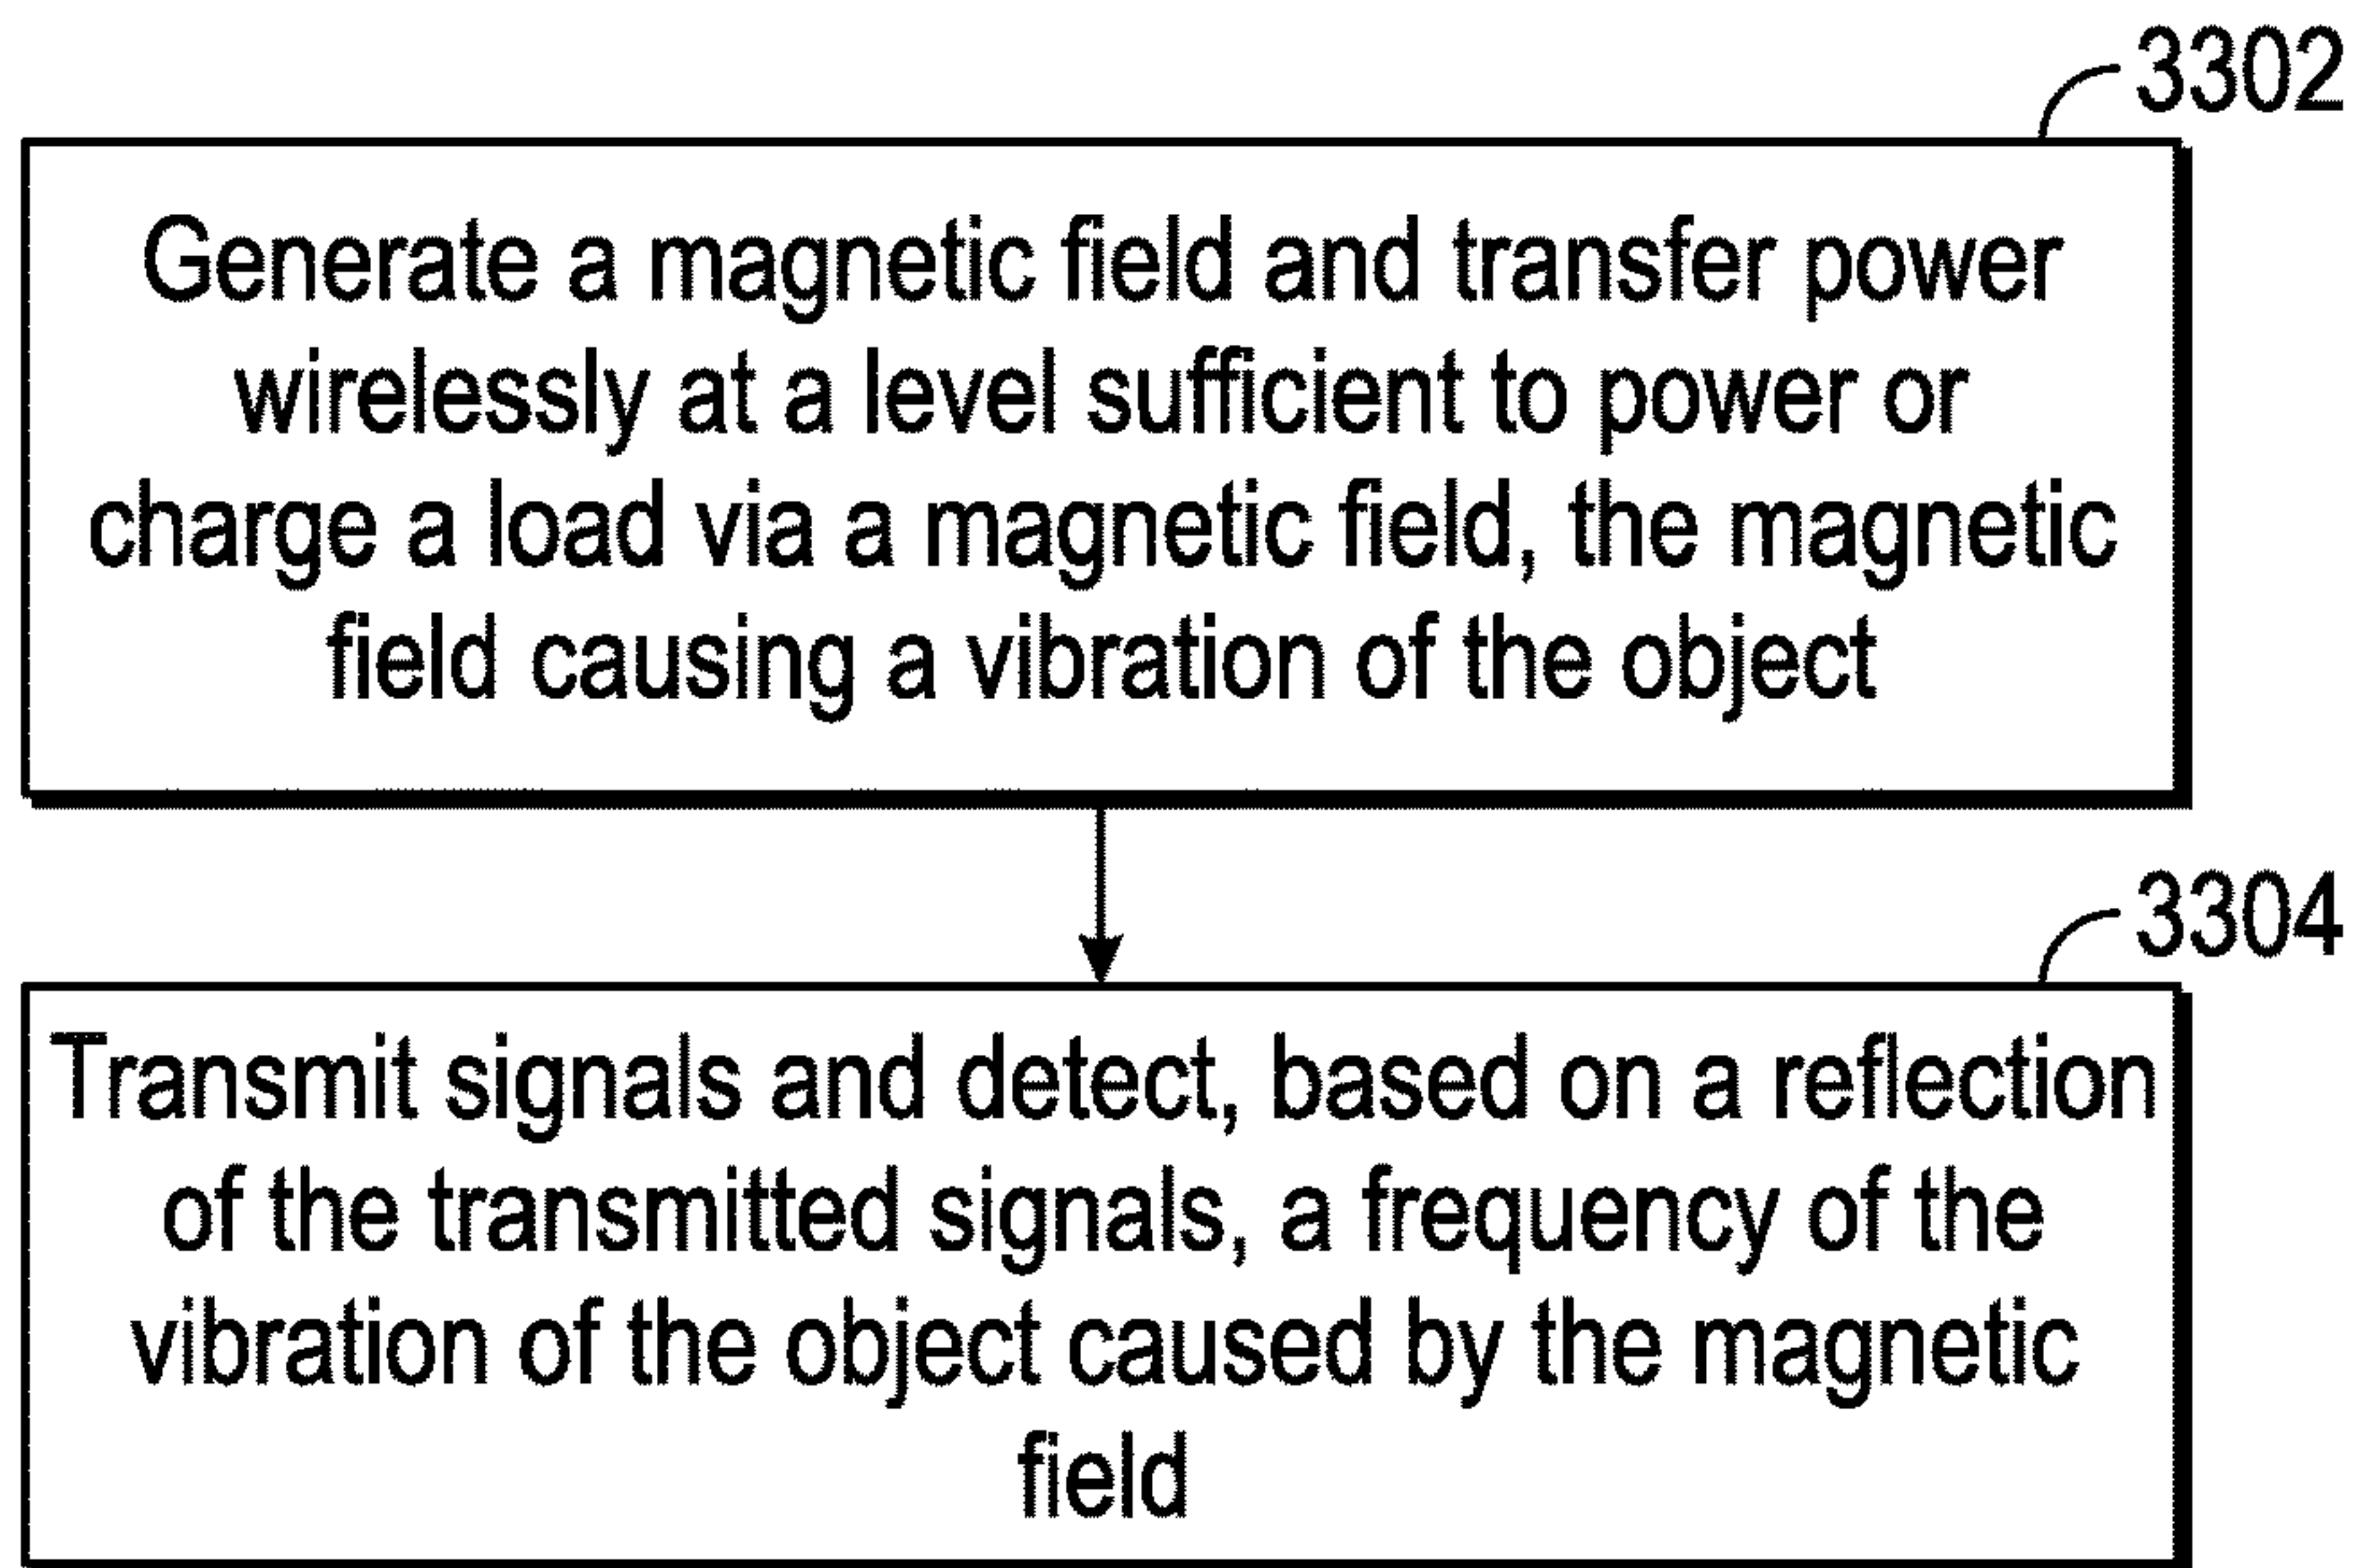 3302
Generate a magnetic field and transfer power
wirelessly at a level sufficient to power or
charge a load via a magnetic field, the magnetic
field causing a vibration of the object
3304
Transmit signals and detect, based on a reflection
of the transmitted signals, a frequency of the
vibration of the object caused by the magnetic
field